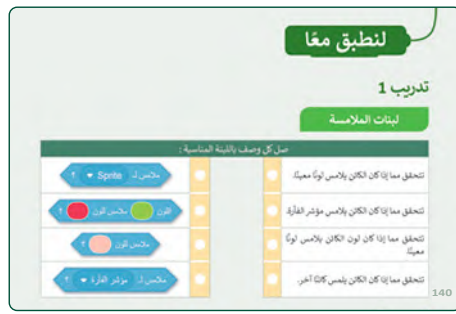 لنطبق معًا
تدريب 1
لبنات الملامسة
صل كل وصف باللبنة المناسبة :
تتحقق مما إذا كان الكائن يلامس لونًا معينًا.
ملامس لـ Sprite ؟
تتحقق مما إذا كان الكائن يلامس مؤشر الفأرة.
اللون ملامس للون ؟
تتحقق مما إذا كان لون الكائن يلامس لونًا
معينًا.
ملامس للون ؟
تتحقق مما إذا كان الكائن يلمس كائنًا آخر.
ملامس لـ مؤشر الفأرة ؟
140